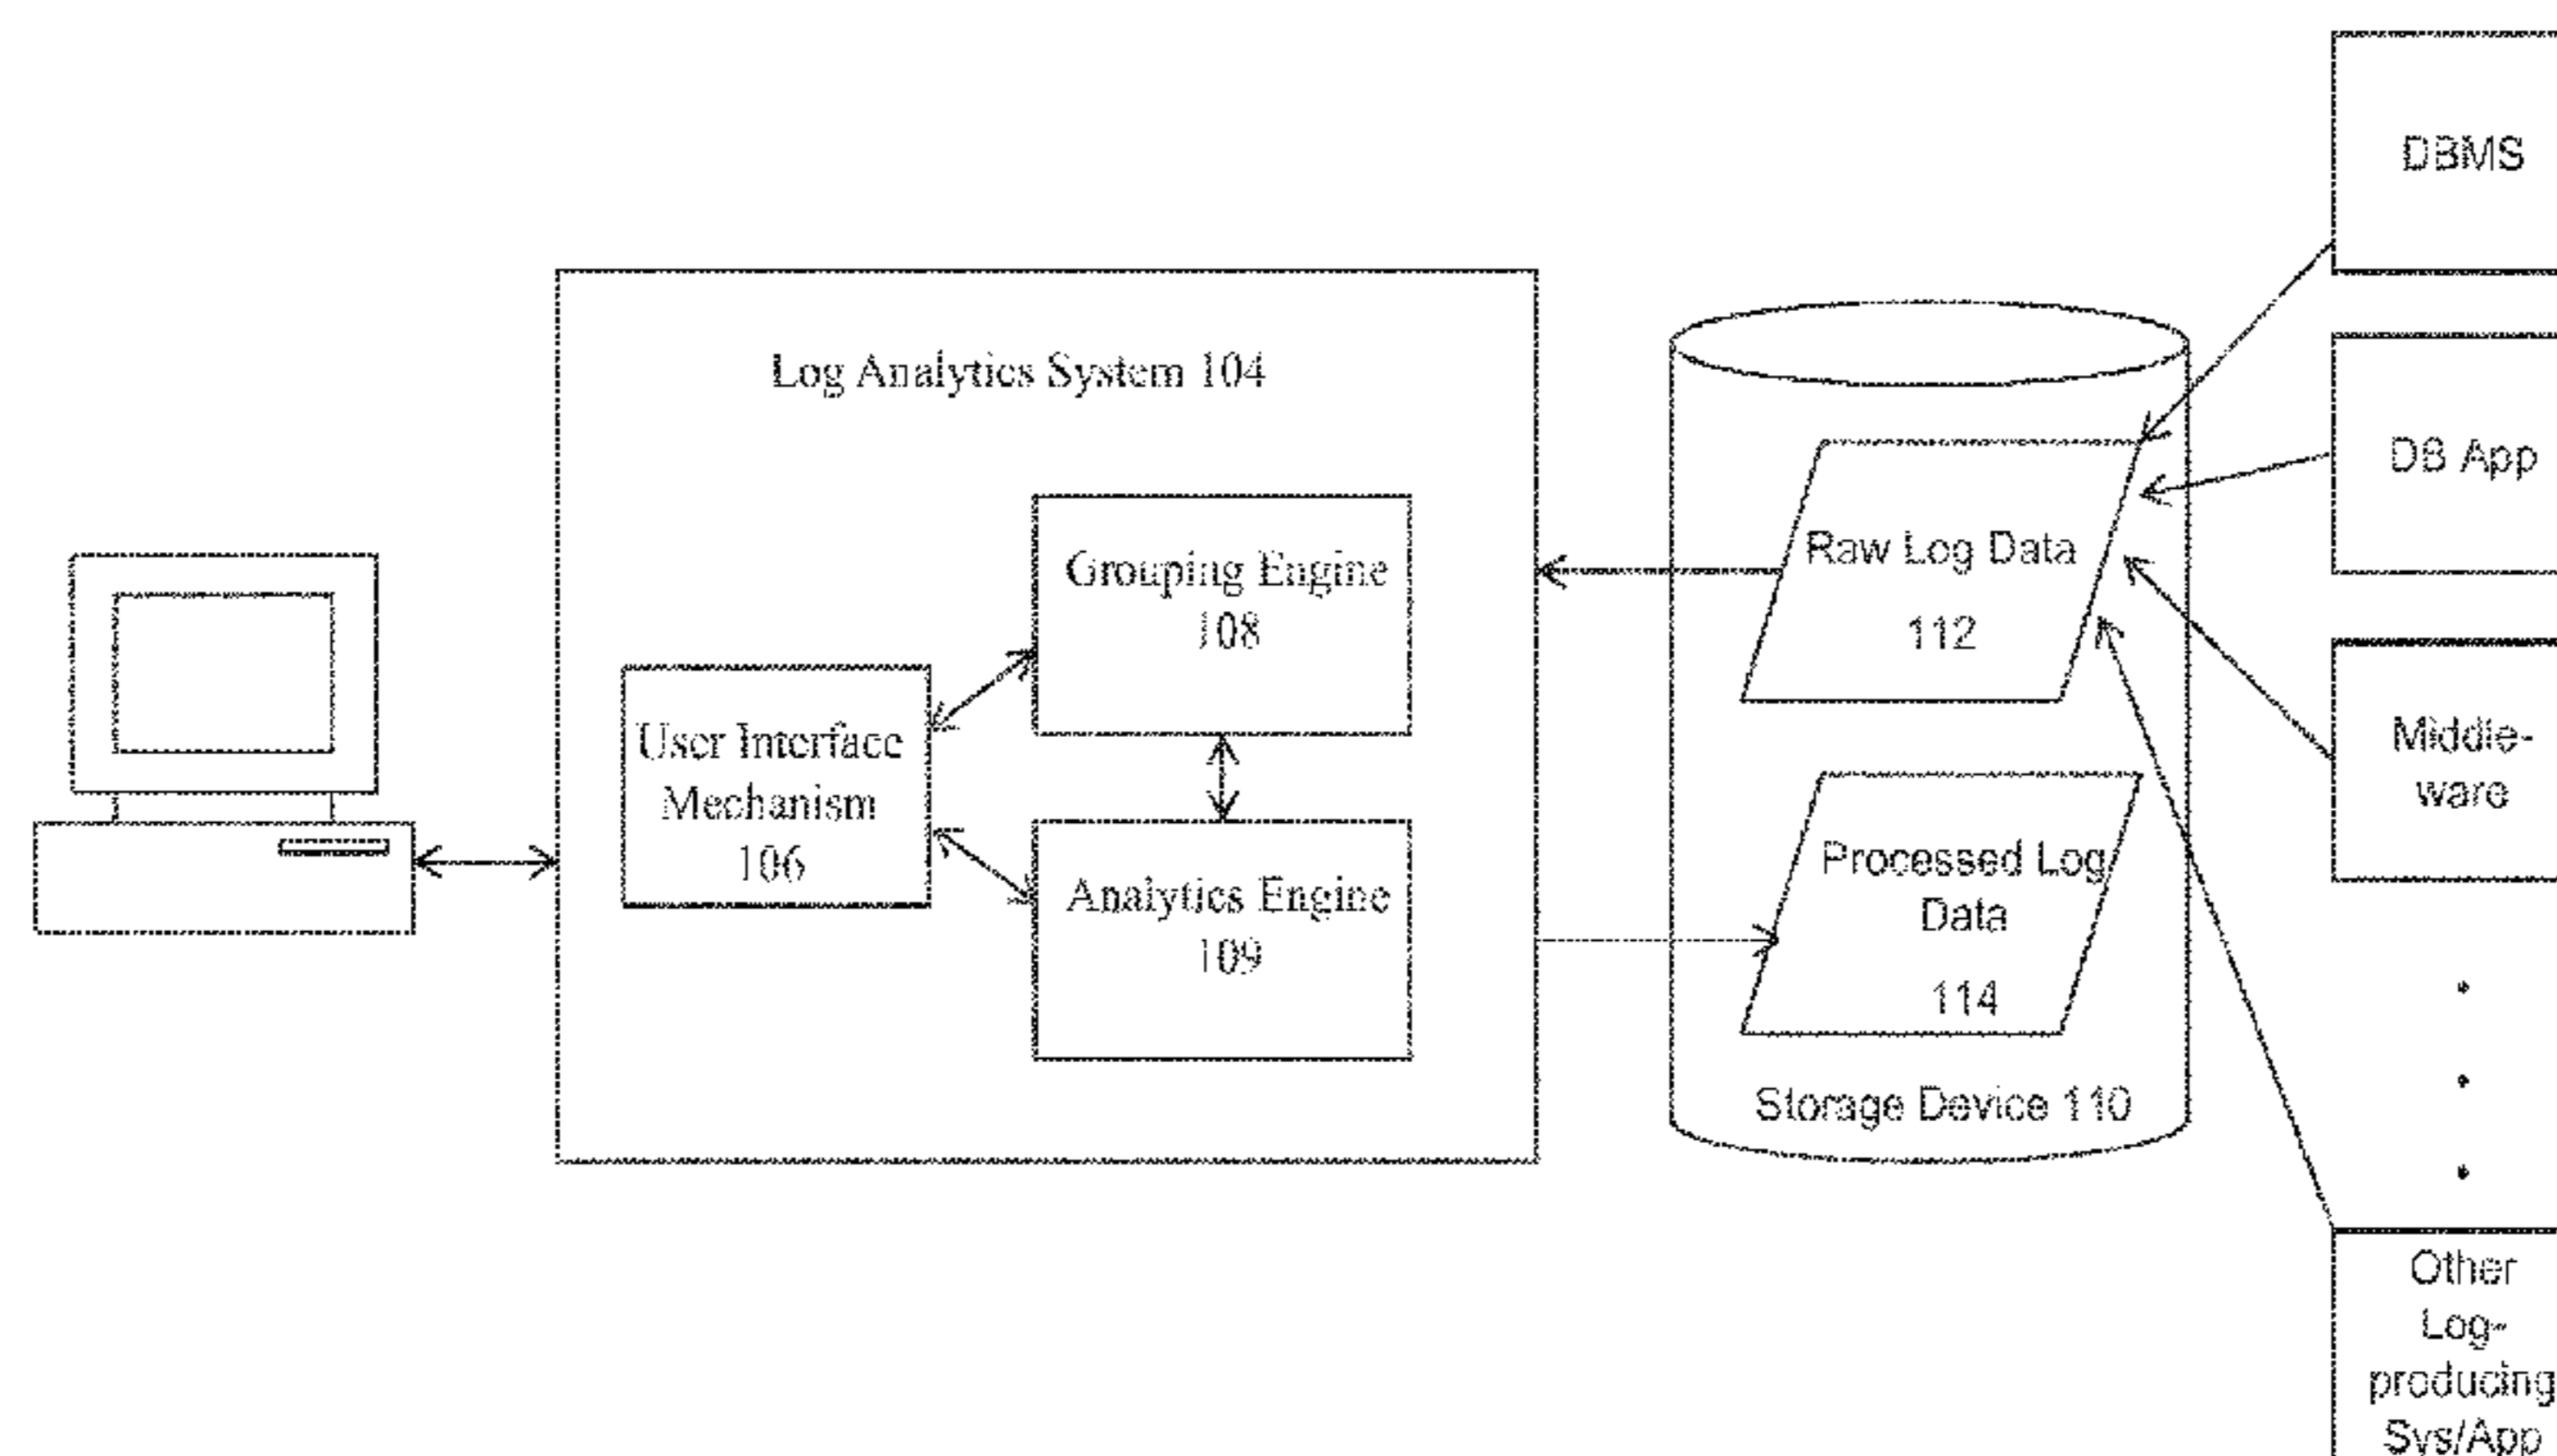 DBMS
Log Analytics System 104
DB App
Grouping Engine
108
Raw Log Data
112
User Interface
Mechanism
106
Middle-
ware
Analytics Engine
109
Processed Log
Data
114
Storage Device 110
Other
Log-
producing
Sys/App